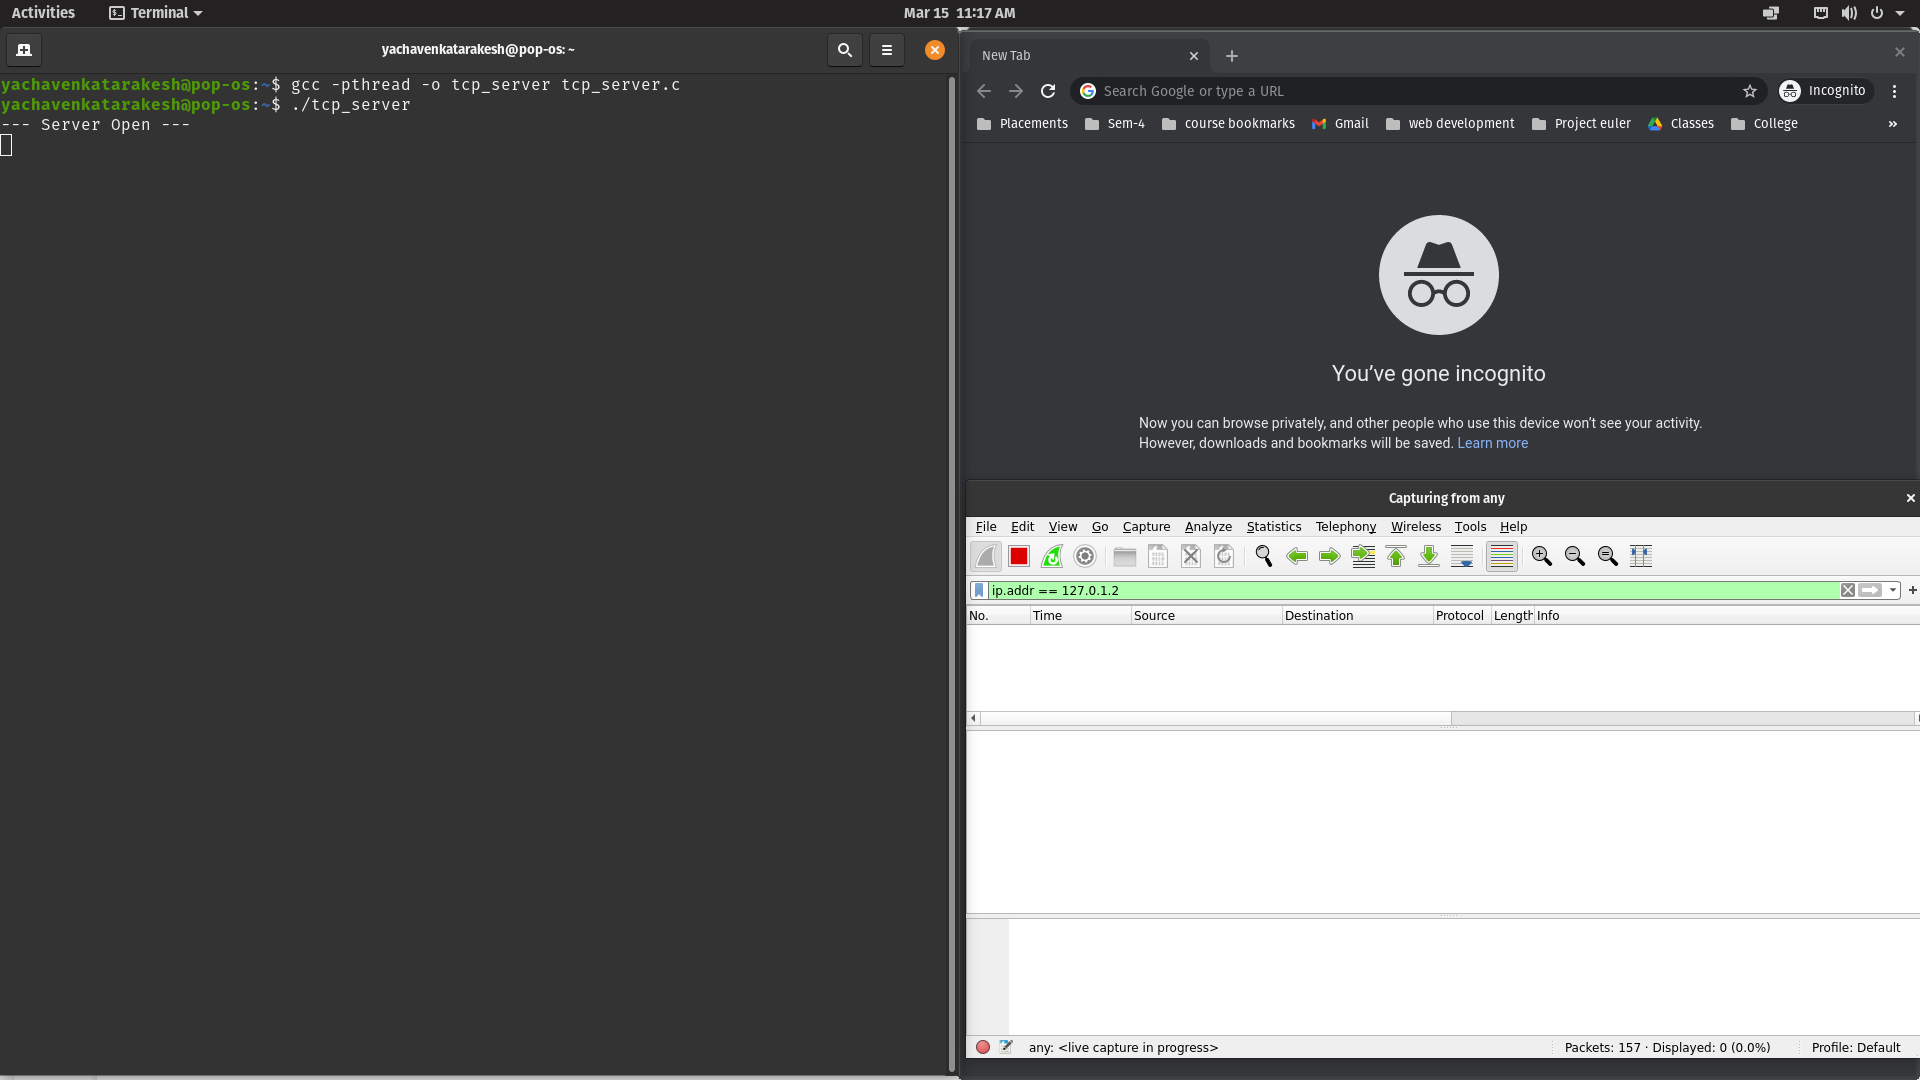 Activities
Terminal
Mar 15 11:17 AM
yachavenkatarakesh@pop-os: ~
yachavenkatarakesh@pop-os:~$ gcc -pthread -o tcp_server tcp_server.c
yachavenkatarakesh@pop-os:~$ ./tcp_server
--- Server Open ---
New Tab
Search Google or type a URL
Incognito
Placements Sem-4 course bookmarks Gmail web development Project euler Classes College »
You’ve gone incognito
Now you can browse privately, and other people who use this device won’t see your activity.
However, downloads and bookmarks will be saved. Learn more
Capturing from any
File Edit View Go Capture Analyze Statistics Telephony Wireless Tools Help
ip.addr == 127.0.1.2
No. Time Source Destination Protocol Length Info
any: <live capture in progress>
Packets: 157 · Displayed: 0 (0.0%)
Profile: Default